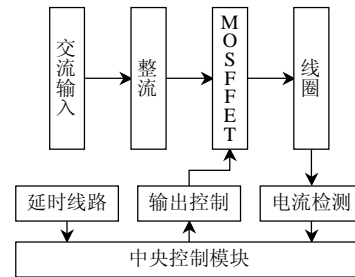 交流输入
整流
MOSFFET
线圈
延时线路
输出控制
电流检测
中央控制模块